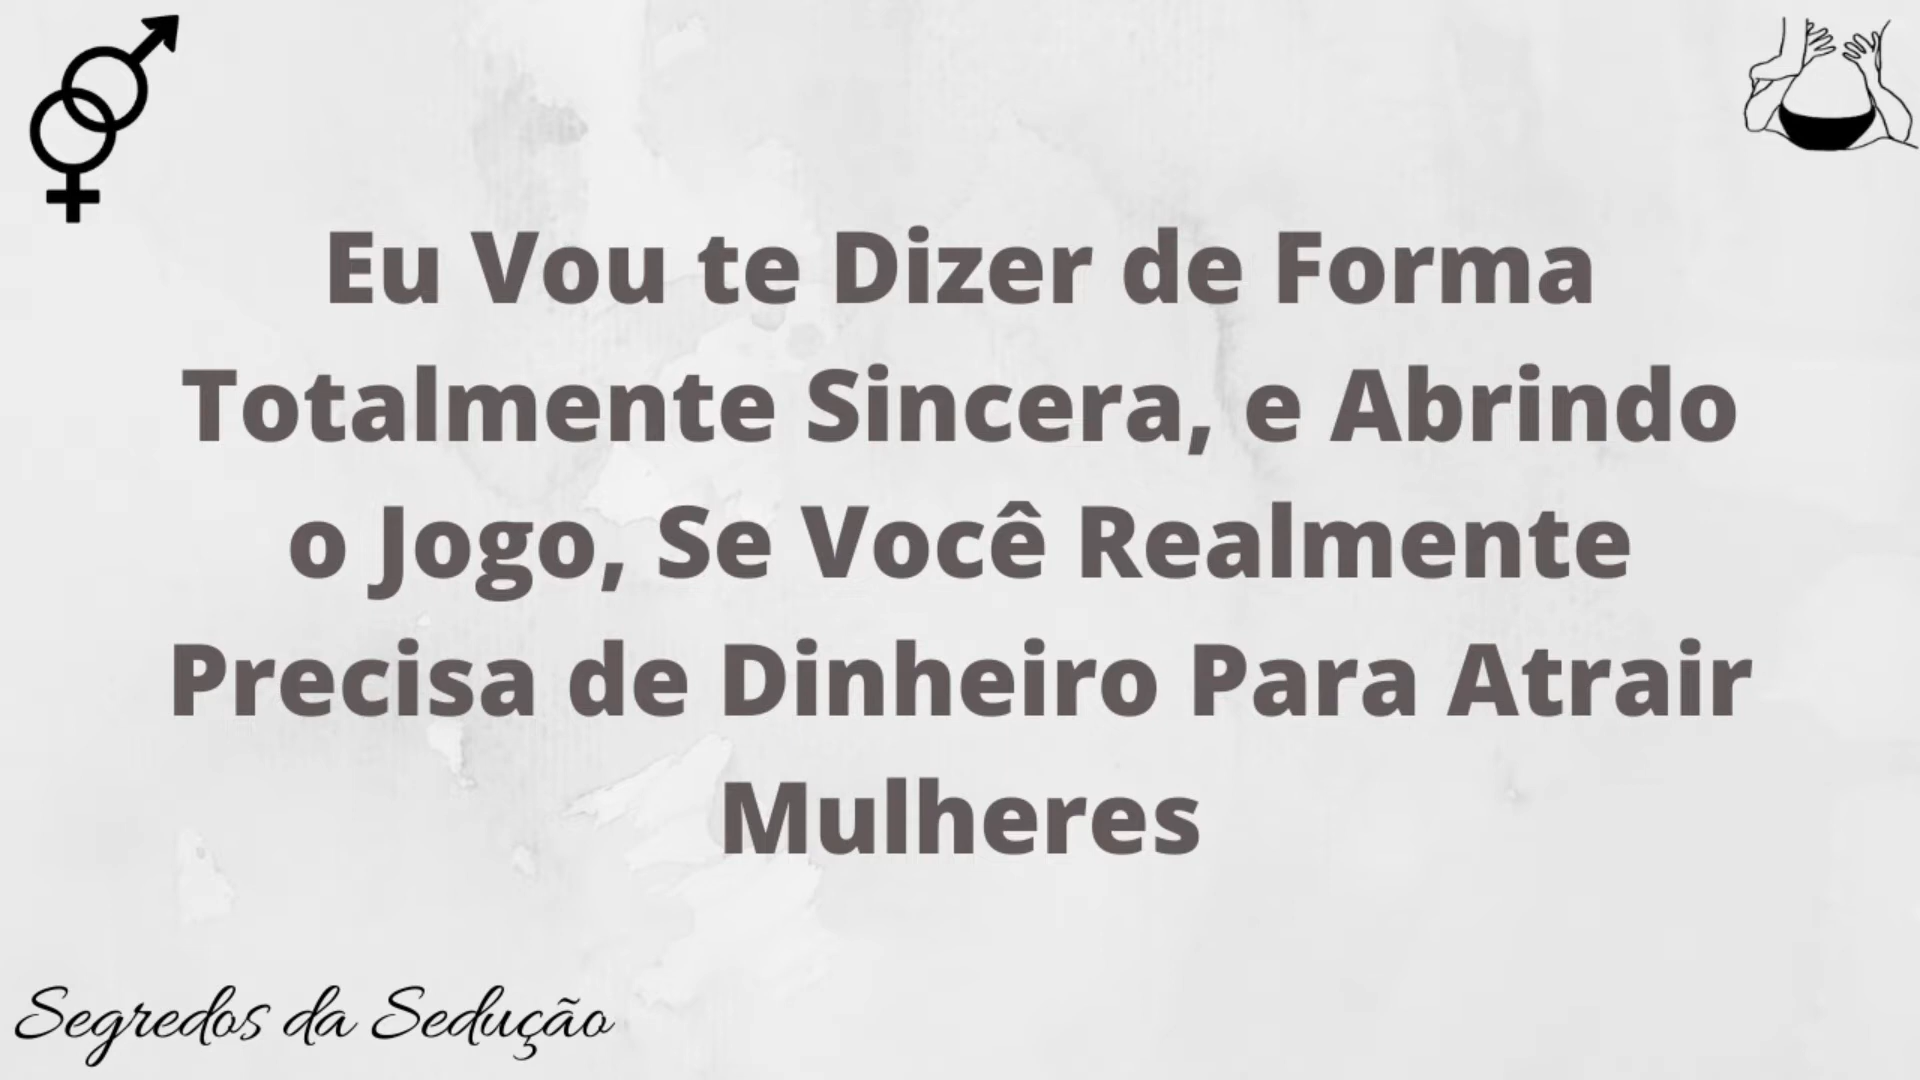 Eu Vou te Dizer de Forma
Totalmente Sincera, e Abrindo
o Jogo, Se Você Realmente
Precisa de Dinheiro Para Atrair
Mulheres
Segredos da Sedução